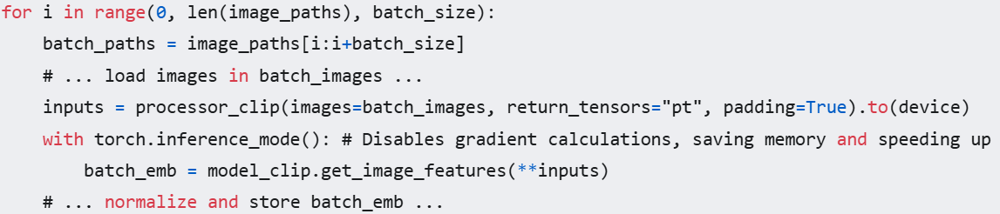 for i in range(0, len(image_paths), batch_size):
    batch_paths = image_paths[i:i+batch_size]
    # ... load images in batch_images ...
    inputs = processor_clip(images=batch_images, return_tensors="pt", padding=True).to(device)
    with torch.inference_mode(): # Disables gradient calculations, saving memory and speeding up
        batch_emb = model_clip.get_image_features(**inputs)
    # ... normalize and store batch_emb ...